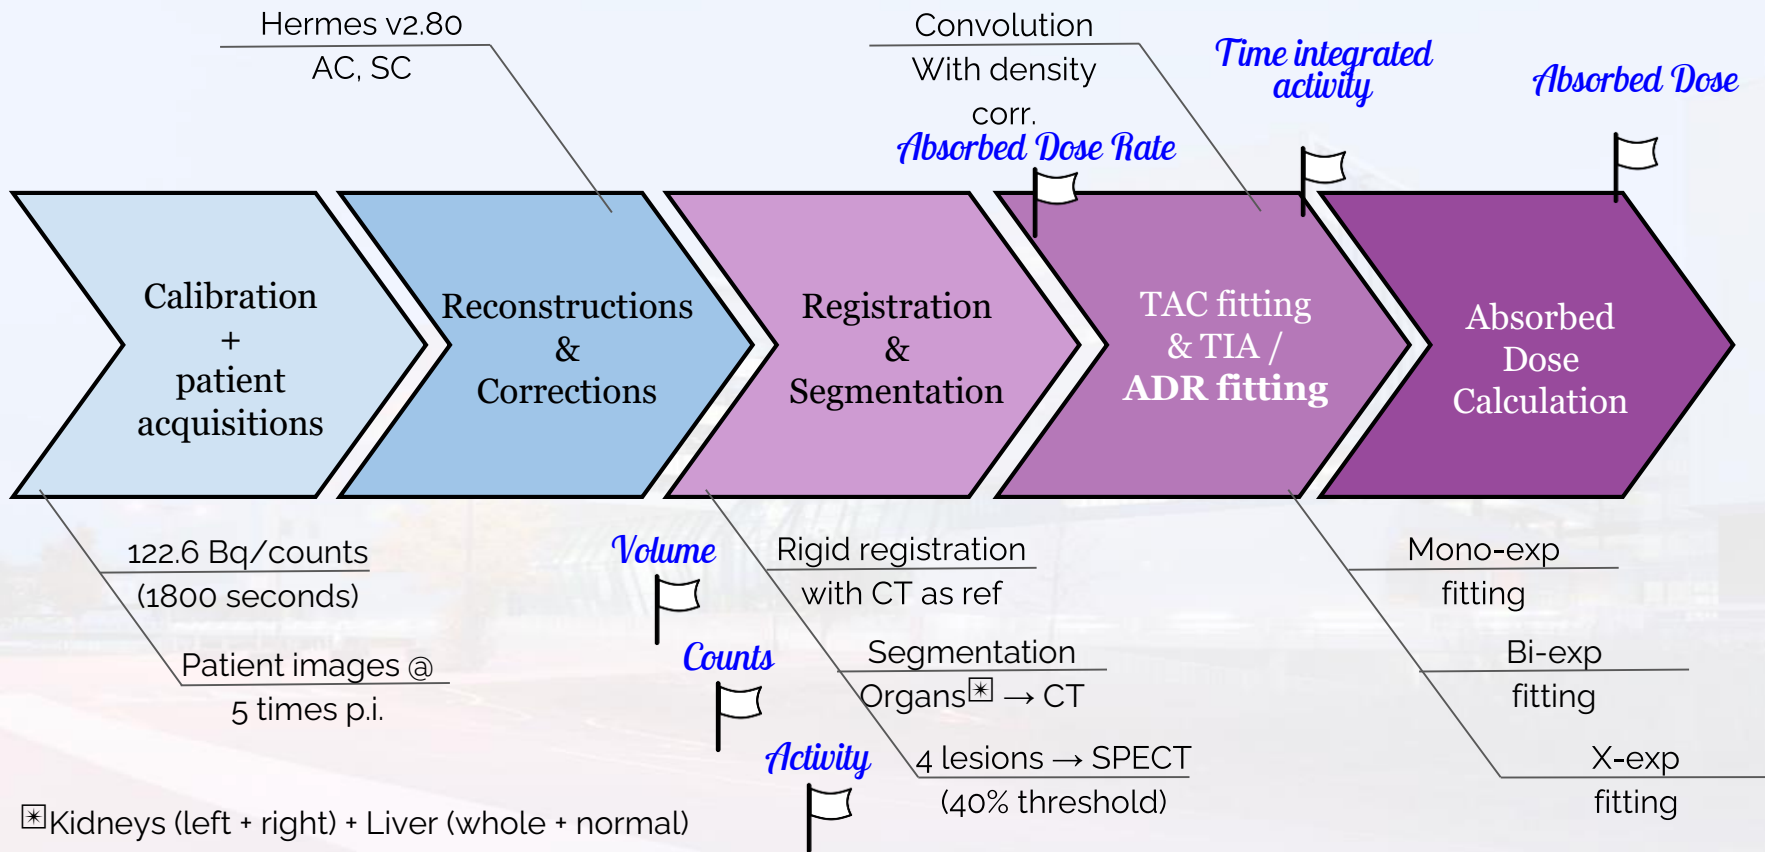 Hermes v2.80
AC, SC
Convolution
With density
corr.
Absorbed Dose Rate
Time integrated
activity
Absorbed Dose
Calibration
+
patient
acquisitions
Reconstructions
&
Corrections
Registration
&
Segmentation
TAC fitting
& TIA /
ADR fitting
Absorbed
Dose
Calculation
122.6 Bq/counts
(1800 seconds)
Patient images @
5 times p.i.
Volume
Counts
Activity
Rigid registration
with CT as ref
Segmentation
Organs🞼 → CT
4 lesions → SPECT
(40% threshold)
Mono-exp
fitting
Bi-exp
fitting
X-exp
fitting
🞼Kidneys (left + right) + Liver (whole + normal)